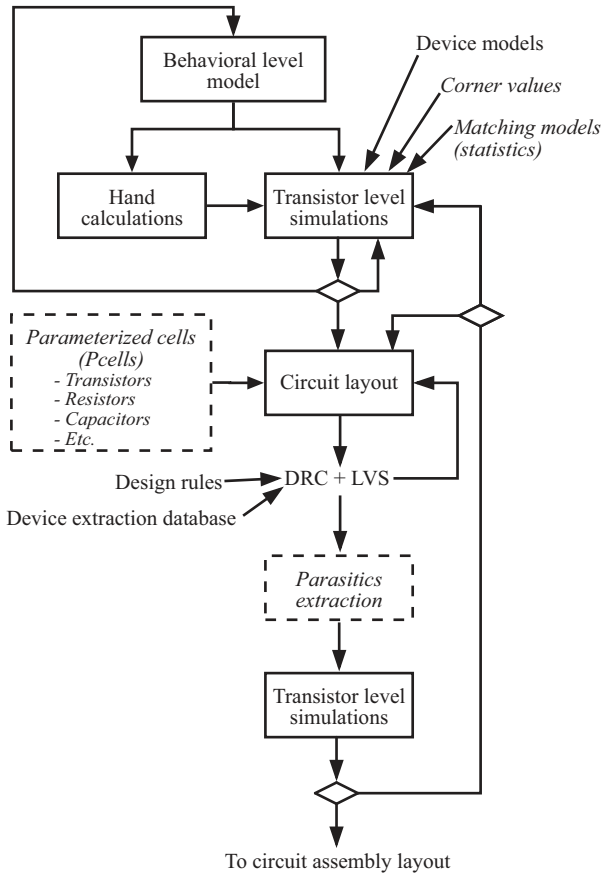 Behavioral level
model
Device models
Corner values
Matching models
(statistics)
Hand
calculations
Transistor level
simulations
Parameterized cells
(Pcells)
- Transistors
- Resistors
- Capacitors
- Etc.
Circuit layout
Design rules
DRC + LVS
Device extraction database
Parasitics
extraction
Transistor level
simulations
To circuit assembly layout